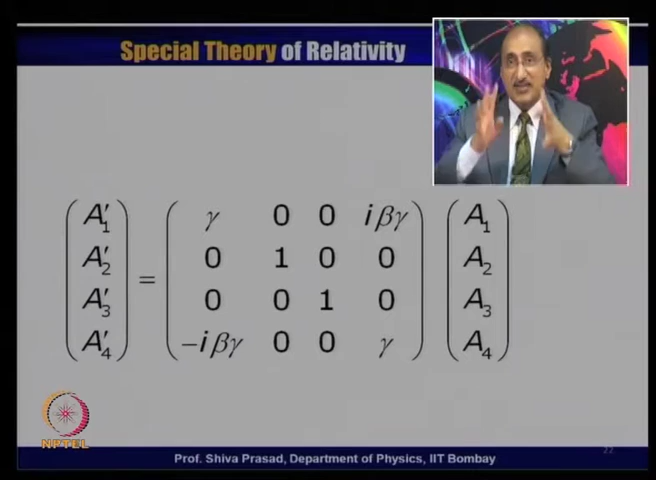 Special Theory of Relativity
A′₁ γ 0 0 iβγ A₁
A′₂ 0 1 0 0 A₂
=
A′₃ 0 0 1 0 A₃
A′₄ −iβγ 0 0 γ A₄
NPTEL
22
Prof. Shiva Prasad, Department of Physics, IIT Bombay